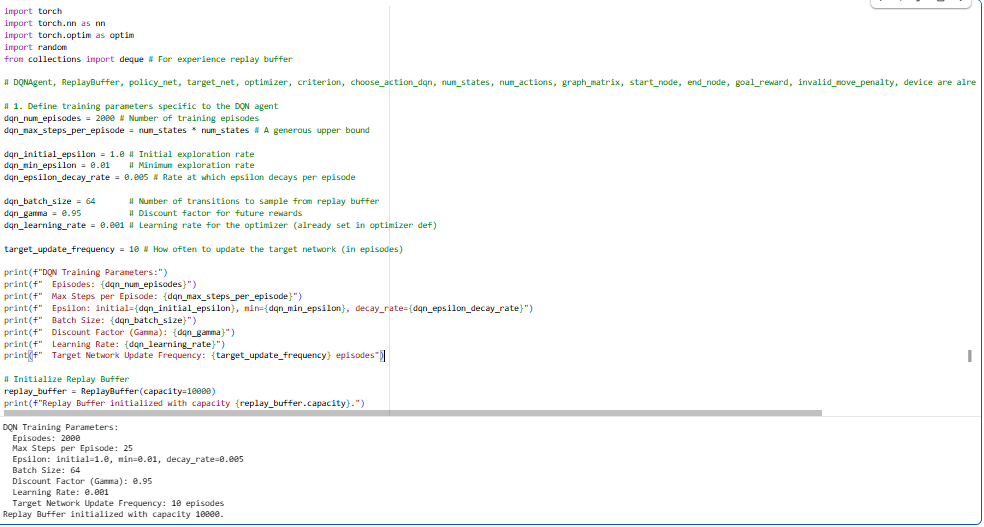 import torch
import torch.nn as nn
import torch.optim as optim
import random
from collections import deque # For experience replay buffer
# DQNAgent, ReplayBuffer, policy_net, target_net, optimizer, criterion, choose_action_dqn, num_states, num_actions, graph_matrix, start_node, end_node, goal_reward, invalid_move_penalty, device are alre
# 1. Define training parameters specific to the DQN agent
dqn_num_episodes = 2000 # Number of training episodes
dqn_max_steps_per_episode = num_states * num_states # A generous upper bound
dqn_initial_epsilon = 1.0 # Initial exploration rate
dqn_min_epsilon = 0.01    # Minimum exploration rate
dqn_epsilon_decay_rate = 0.005 # Rate at which epsilon decays per episode
dqn_batch_size = 64       # Number of transitions to sample from replay buffer
dqn_gamma = 0.95          # Discount factor for future rewards
dqn_learning_rate = 0.001 # Learning rate for the optimizer (already set in optimizer def)
target_update_frequency = 10 # How often to update the target network (in episodes)
print(f"DQN Training Parameters:")
print(f"  Episodes: {dqn_num_episodes}")
print(f"  Max Steps per Episode: {dqn_max_steps_per_episode}")
print(f"  Epsilon: initial={dqn_initial_epsilon}, min={dqn_min_epsilon}, decay_rate={dqn_epsilon_decay_rate}")
print(f"  Batch Size: {dqn_batch_size}")
print(f"  Discount Factor (Gamma): {dqn_gamma}")
print(f"  Learning Rate: {dqn_learning_rate}")
print(f"  Target Network Update Frequency: {target_update_frequency} episodes")
# Initialize Replay Buffer
replay_buffer = ReplayBuffer(capacity=10000)
print(f"Replay Buffer initialized with capacity {replay_buffer.capacity}.")
DQN Training Parameters:
  Episodes: 2000
  Max Steps per Episode: 25
  Epsilon: initial=1.0, min=0.01, decay_rate=0.005
  Batch Size: 64
  Discount Factor (Gamma): 0.95
  Learning Rate: 0.001
  Target Network Update Frequency: 10 episodes
Replay Buffer initialized with capacity 10000.